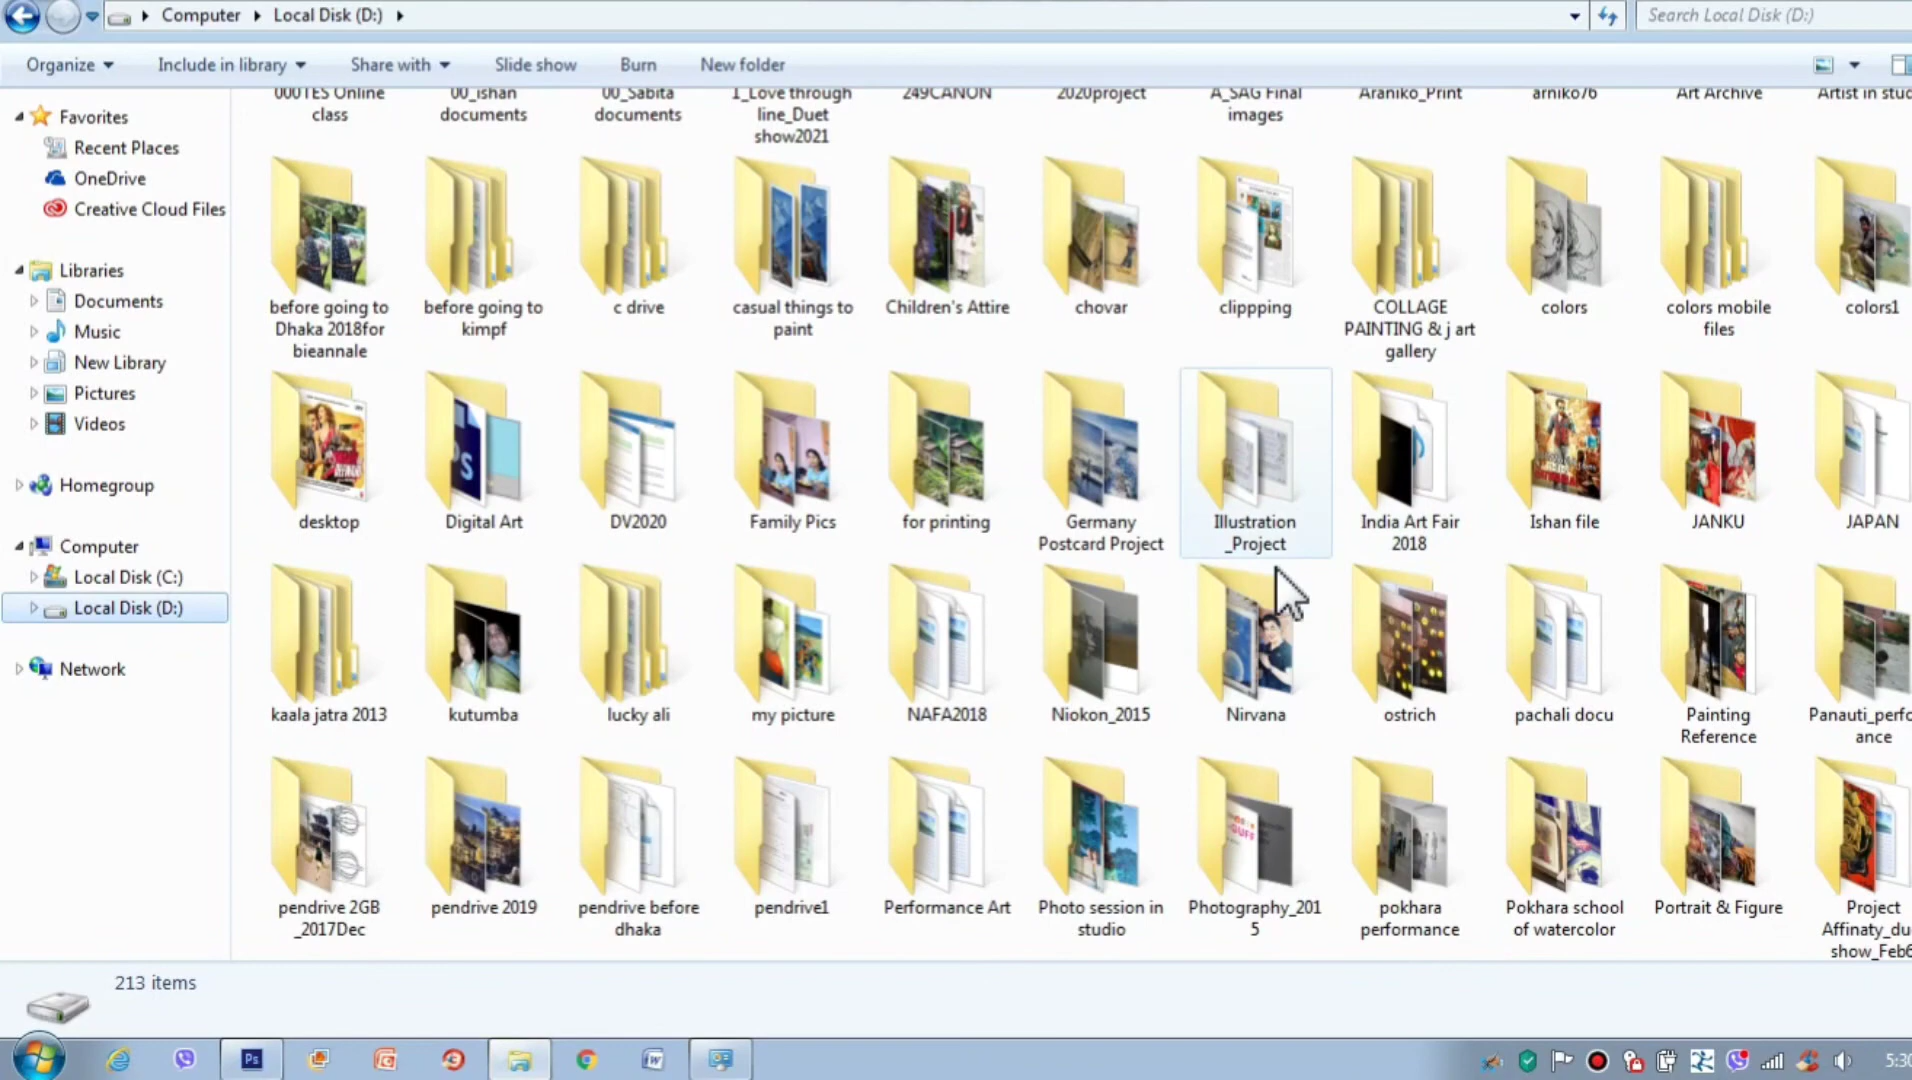 Computer Local Disk (D:)
Search Local Disk (D:)
Organize Include in library Share with Slide show Burn New folder
Favorites
Recent Places
OneDrive
Creative Cloud Files
Libraries
Documents
Music
New Library
Pictures
Videos
Homegroup
Computer
Local Disk (C:)
Local Disk (D:)
Network
000TES Online
class
00_ishan
documents
00_Sabita
documents
1_Love through
line_Duet
show2021
249CANON
2020project
A_SAG Final
images
Araniko_Print
arniko76
Art Archive
Artist in stud
before going to
Dhaka 2018for
bieannale
before going to
kimpf
c drive
casual things to
paint
Children's Attire
chovar
clippping
COLLAGE
PAINTING & j art
gallery
colors
colors mobile
files
colors1
desktop
Ps
Digital Art
DV2020
Family Pics
for printing
Germany
Postcard Project
Illustration
_Project
India Art Fair
2018
Ishan file
JANKU
JAPAN
kaala jatra 2013
kutumba
lucky ali
my picture
NAFA2018
Niokon_2015
Nirvana
ostrich
pachali docu
Painting
Reference
Panauti_perfo
ance
pendrive 2GB
_2017Dec
pendrive 2019
pendrive before
dhaka
pendrive1
Performance Art
Photo session in
studio
Photography_201
5
pokhara
performance
Pokhara school
of watercolor
Portrait & Figure
Project
Affinaty_du
show_Feb6
213 items
Ps
5:30